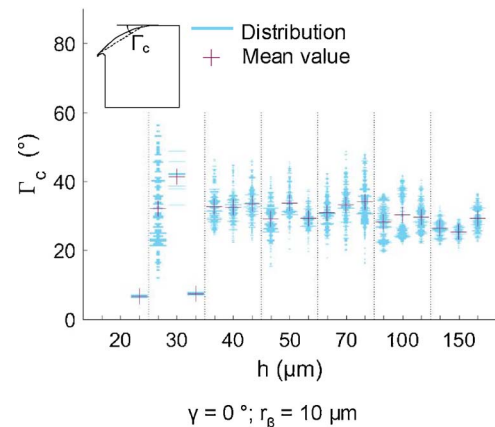 Γc
Distribution
Mean value
Γc (°)
80
60
40
20
0
20 30 40 50 70 100 150
h (µm)
γ = 0 °; rβ = 10 µm